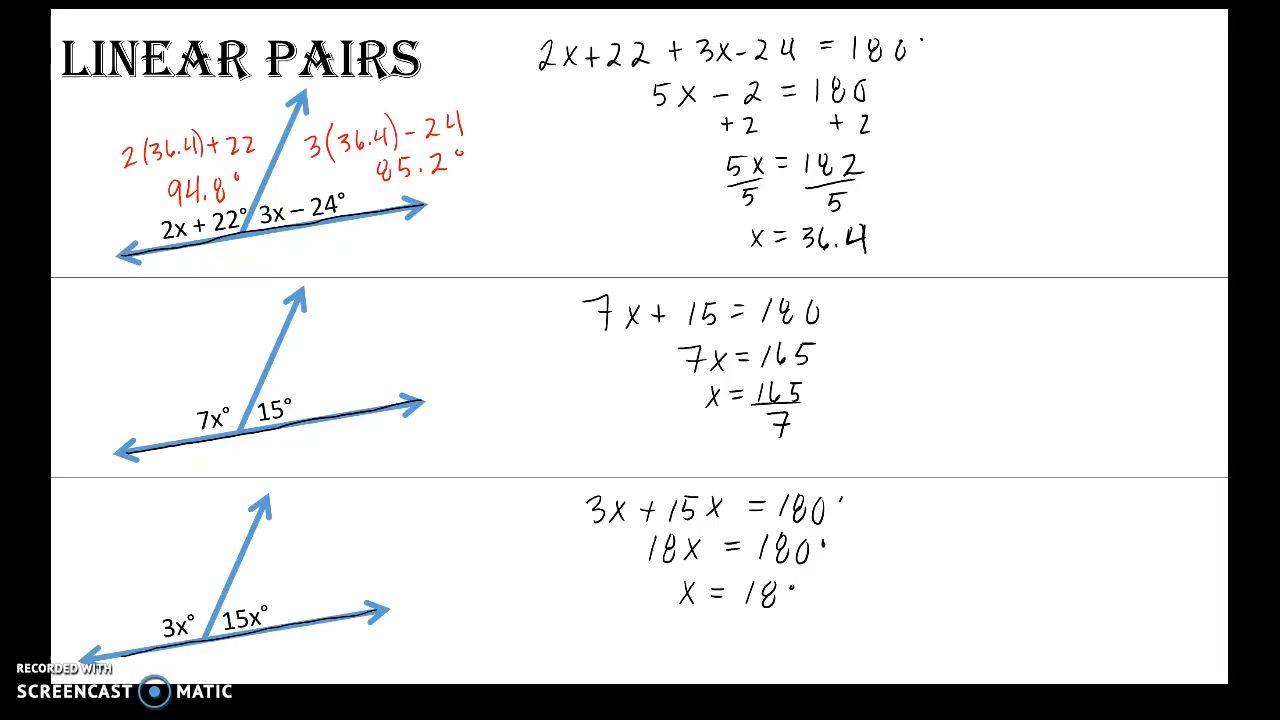 LINEAR PAIRS
2x+22 + 3x-24 = 180°
5x - 2 = 180
+2 +2
5x = 182
5 5
x = 36.4
2(36.4)+22
94.8°
3(36.4)-24
85.2°
2x + 22° 3x – 24°
7x + 15 = 180
7x = 165
x = 165
7
7x° 15°
3x + 15x = 180°
18x = 180°
x = 18°
3x° 15x°
RECORDED WITH
SCREENCAST MATIC